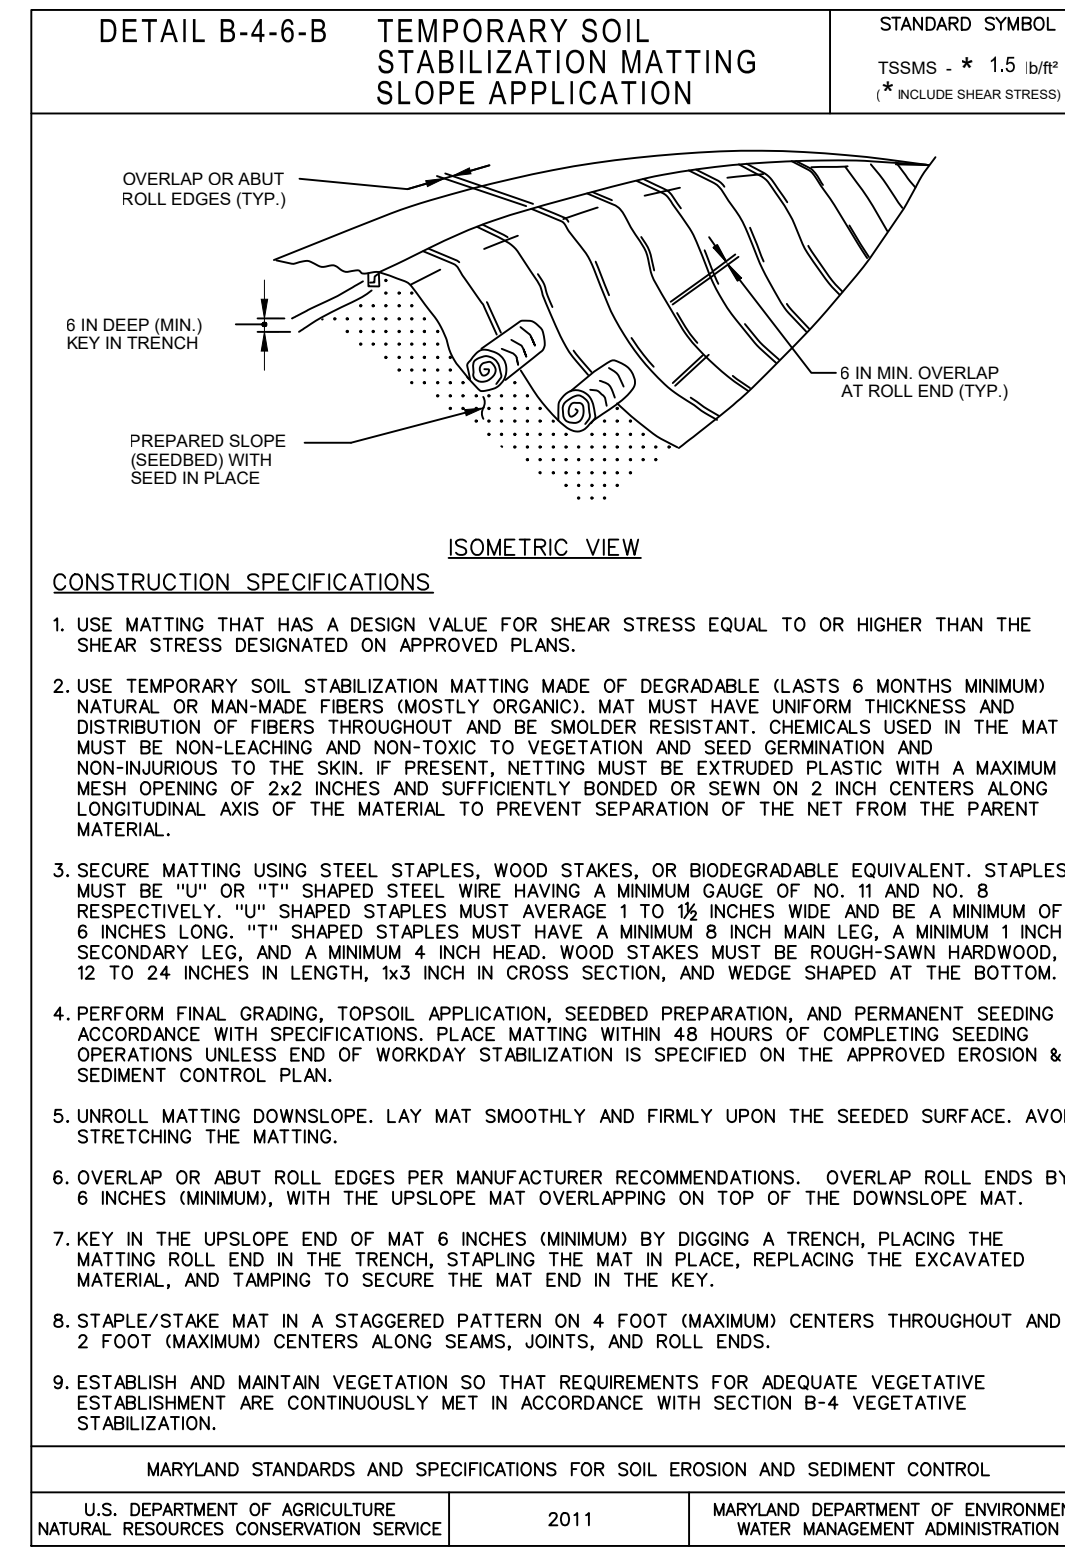 DETAIL B-4-6-B
TEMPORARY SOIL
STABILIZATION MATTING
SLOPE APPLICATION
STANDARD SYMBOL
TSSMS - * 1.5 lb/ft²
(* INCLUDE SHEAR STRESS)
OVERLAP OR ABUT
ROLL EDGES (TYP.)
6 IN DEEP (MIN.)
KEY IN TRENCH
6 IN MIN. OVERLAP
AT ROLL END (TYP.)
PREPARED SLOPE
(SEEDBED) WITH
SEED IN PLACE
ISOMETRIC VIEW
CONSTRUCTION SPECIFICATIONS
1. USE MATTING THAT HAS A DESIGN VALUE FOR SHEAR STRESS EQUAL TO OR HIGHER THAN THE
SHEAR STRESS DESIGNATED ON APPROVED PLANS.
2. USE TEMPORARY SOIL STABILIZATION MATTING MADE OF DEGRADABLE (LASTS 6 MONTHS MINIMUM)
NATURAL OR MAN-MADE FIBERS (MOSTLY ORGANIC). MAT MUST HAVE UNIFORM THICKNESS AND
DISTRIBUTION OF FIBERS THROUGHOUT AND BE SMOLDER RESISTANT. CHEMICALS USED IN THE MAT
MUST BE NON-LEACHING AND NON-TOXIC TO VEGETATION AND SEED GERMINATION AND
NON-INJURIOUS TO THE SKIN. IF PRESENT, NETTING MUST BE EXTRUDED PLASTIC WITH A MAXIMUM
MESH OPENING OF 2x2 INCHES AND SUFFICIENTLY BONDED OR SEWN ON 2 INCH CENTERS ALONG
LONGITUDINAL AXIS OF THE MATERIAL TO PREVENT SEPARATION OF THE NET FROM THE PARENT
MATERIAL.
3. SECURE MATTING USING STEEL STAPLES, WOOD STAKES, OR BIODEGRADABLE EQUIVALENT. STAPLES
MUST BE "U" OR "T" SHAPED STEEL WIRE HAVING A MINIMUM GAUGE OF NO. 11 AND NO. 8
RESPECTIVELY. "U" SHAPED STAPLES MUST AVERAGE 1 TO 1½ INCHES WIDE AND BE A MINIMUM OF
6 INCHES LONG. "T" SHAPED STAPLES MUST HAVE A MINIMUM 8 INCH MAIN LEG, A MINIMUM 1 INCH
SECONDARY LEG, AND A MINIMUM 4 INCH HEAD. WOOD STAKES MUST BE ROUGH-SAWN HARDWOOD,
12 TO 24 INCHES IN LENGTH, 1x3 INCH IN CROSS SECTION, AND WEDGE SHAPED AT THE BOTTOM.
4. PERFORM FINAL GRADING, TOPSOIL APPLICATION, SEEDBED PREPARATION, AND PERMANENT SEEDING
ACCORDANCE WITH SPECIFICATIONS. PLACE MATTING WITHIN 48 HOURS OF COMPLETING SEEDING
OPERATIONS UNLESS END OF WORKDAY STABILIZATION IS SPECIFIED ON THE APPROVED EROSION &
SEDIMENT CONTROL PLAN.
5. UNROLL MATTING DOWNSLOPE. LAY MAT SMOOTHLY AND FIRMLY UPON THE SEEDED SURFACE.
STRETCHING THE MATTING.
6. OVERLAP OR ABUT ROLL EDGES PER MANUFACTURER RECOMMENDATIONS. OVERLAP ROLL ENDS BY
6 INCHES (MINIMUM), WITH THE UPSLOPE MAT OVERLAPPING ON TOP OF THE DOWNSLOPE MAT.
7. KEY IN THE UPSLOPE END OF MAT 6 INCHES (MINIMUM) BY DIGGING A TRENCH, PLACING THE
MATTING ROLL END IN THE TRENCH, STAPLING THE MAT IN PLACE, REPLACING THE EXCAVATED
MATERIAL, AND TAMPING TO SECURE THE MAT END IN THE KEY.
8. STAPLE/STAKE MAT IN A STAGGERED PATTERN ON 4 FOOT (MAXIMUM) CENTERS THROUGHOUT AND
2 FOOT (MAXIMUM) CENTERS ALONG SEAMS, JOINTS, AND ROLL ENDS.
9. ESTABLISH AND MAINTAIN VEGETATION SO THAT REQUIREMENTS FOR ADEQUATE VEGETATIVE
ESTABLISHMENT ARE CONTINUOUSLY MET IN ACCORDANCE WITH SECTION B-4 VEGETATIVE
STABILIZATION.
MARYLAND STANDARDS AND SPECIFICATIONS FOR SOIL EROSION AND SEDIMENT CONTROL
U.S. DEPARTMENT OF AGRICULTURE
NATURAL RESOURCES CONSERVATION SERVICE
2011
MARYLAND DEPARTMENT OF
WATER MANAGEMENT ADMINISTRATION